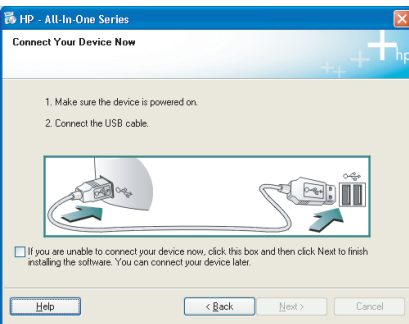 HP - All-In-One Series
Connect Your Device Now
hp
1. Make sure the device is powered on.
2. Connect the USB cable.
If you are unable to connect your device now, click this box and then click Next to finish
installing the software. You can connect your device later.
Help
< Back
Next >
Cancel